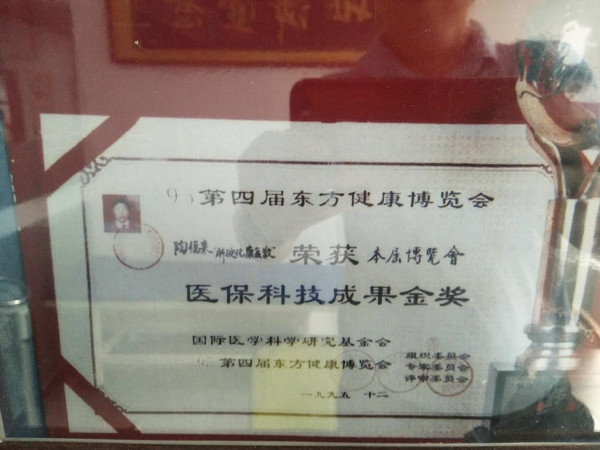 第四届东方健康博览会
荣获 本届博覽會
医保科技成果金奖
国际医学科学研究基金会
第四届东方健康博览会
组织委员会
专家委员会
评审委员会
一九九五 十二